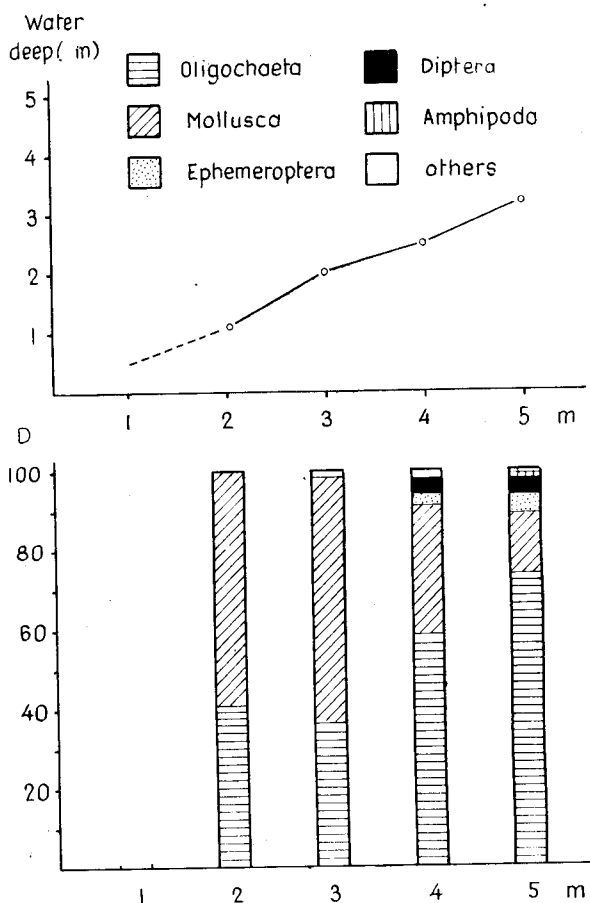 Water
deep( m)
Oligochaeta Diptera
Mollusca Amphipoda
Ephemeroptera others
5
4
3
2
1
1 2 3 4 5 m
D
100
80
60
40
20
1 2 3 4 5 m